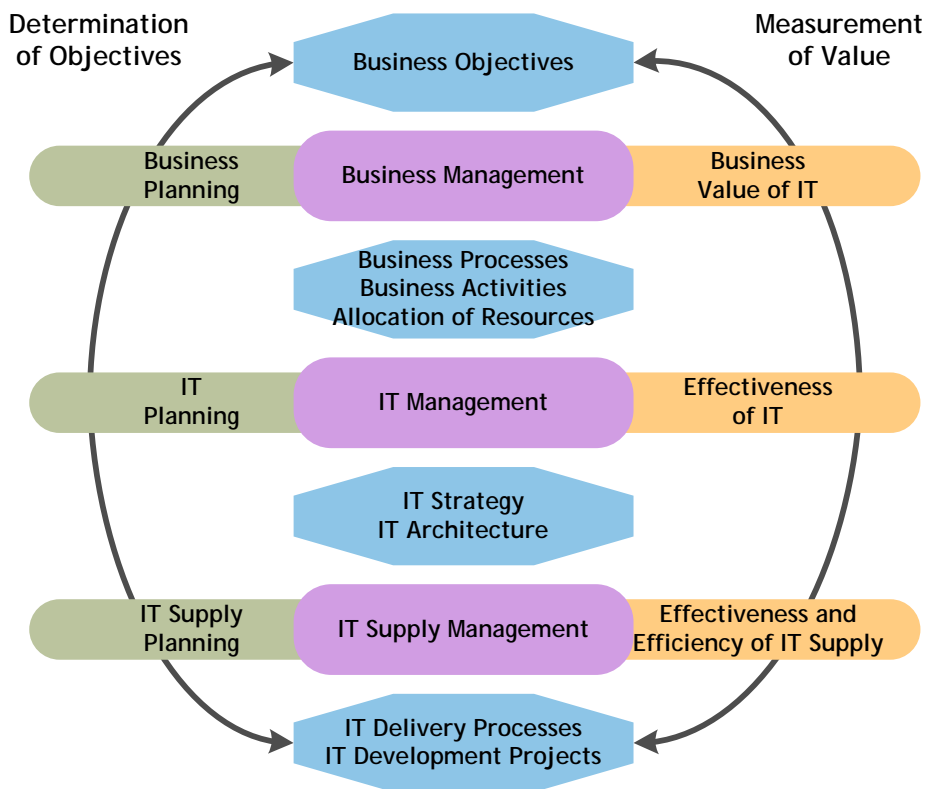 Determination
of Objectives
Measurement
of Value
Business Objectives
Business
Planning
Business Management
Business
Value of IT
Business Processes
Business Activities
Allocation of Resources
IT
Planning
IT Management
Effectiveness
of IT
IT Strategy
IT Architecture
IT Supply
Planning
IT Supply Management
Effectiveness and
Efficiency of IT Supply
IT Delivery Processes
IT Development Projects